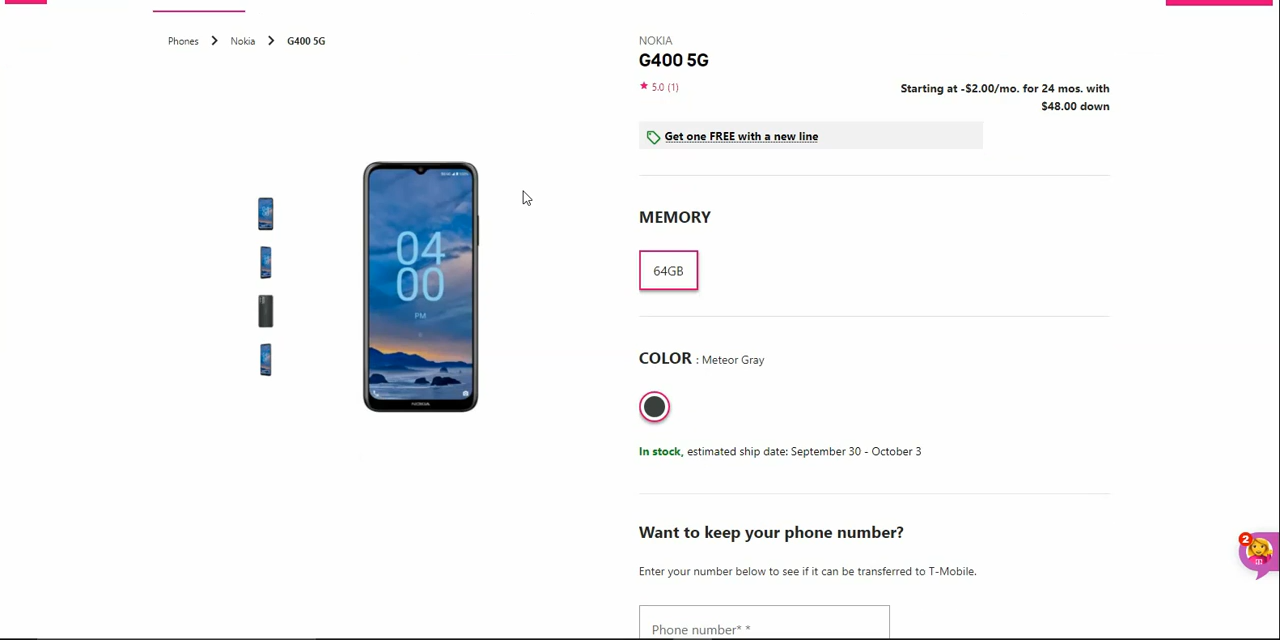 Phones > Nokia > G400 5G
NOKIA
G400 5G
★ 5.0 (1)
Starting at -$2.00/mo. for 24 mos. with
$48.00 down
Get one FREE with a new line
04
00
PM
NOKIA
MEMORY
64GB
COLOR : Meteor Gray
In stock, estimated ship date: September 30 - October 3
Want to keep your phone number?
Enter your number below to see if it can be transferred to T-Mobile.
Phone number* *
2